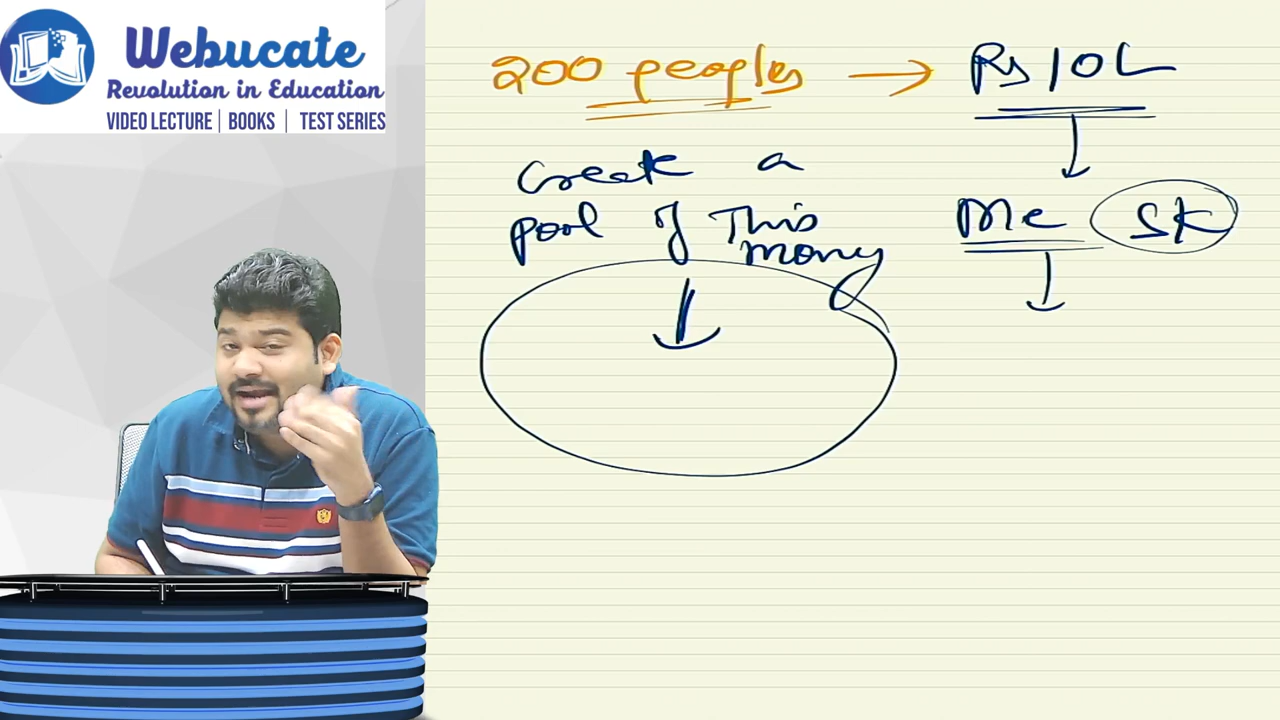 Webucate
Revolution in Education
VIDEO LECTURE | BOOKS | TEST SERIES
200 peoples → Rs 10L
Create a
pool of This
money
Me SK